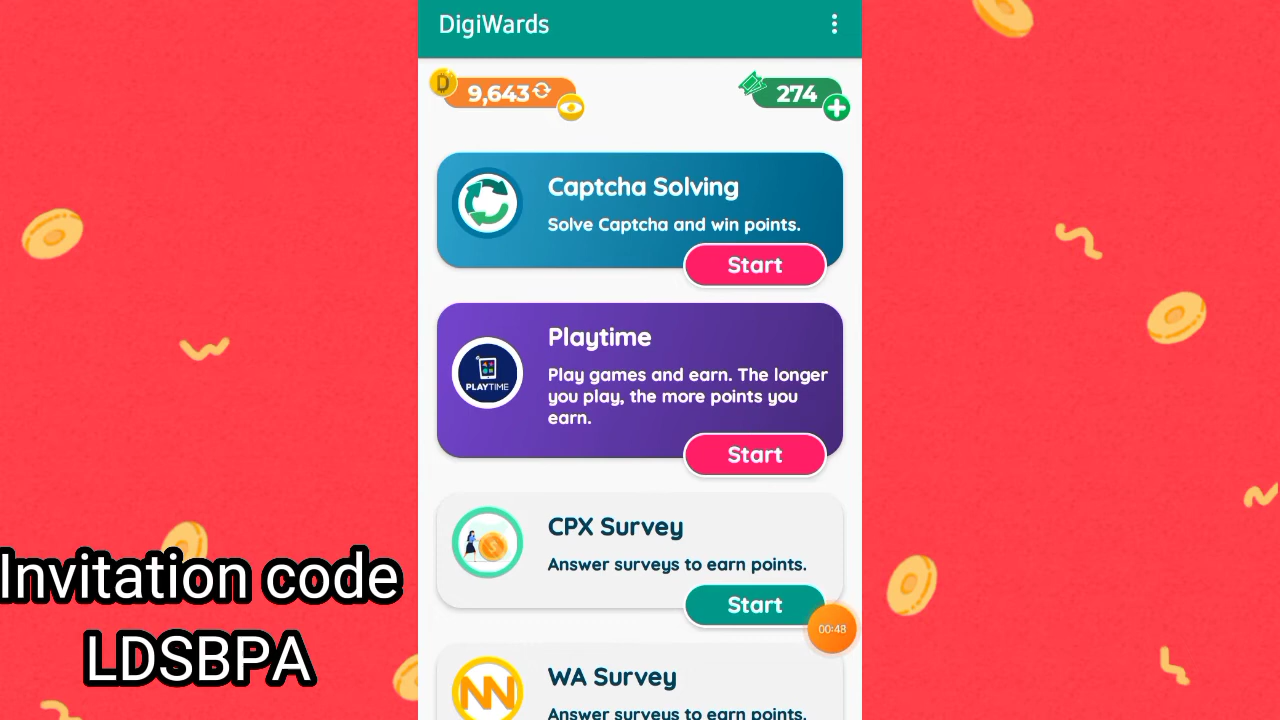 DigiWards
9,643
274
Captcha Solving
Solve Captcha and win points.
Start
Playtime
PLAYTIME
Play games and earn. The longer
you play, the more points you
earn.
Start
CPX Survey
Answer surveys to earn points.
Start
00:48
WA Survey
Answer surveys to earn points.
Invitation code
LDSBPA